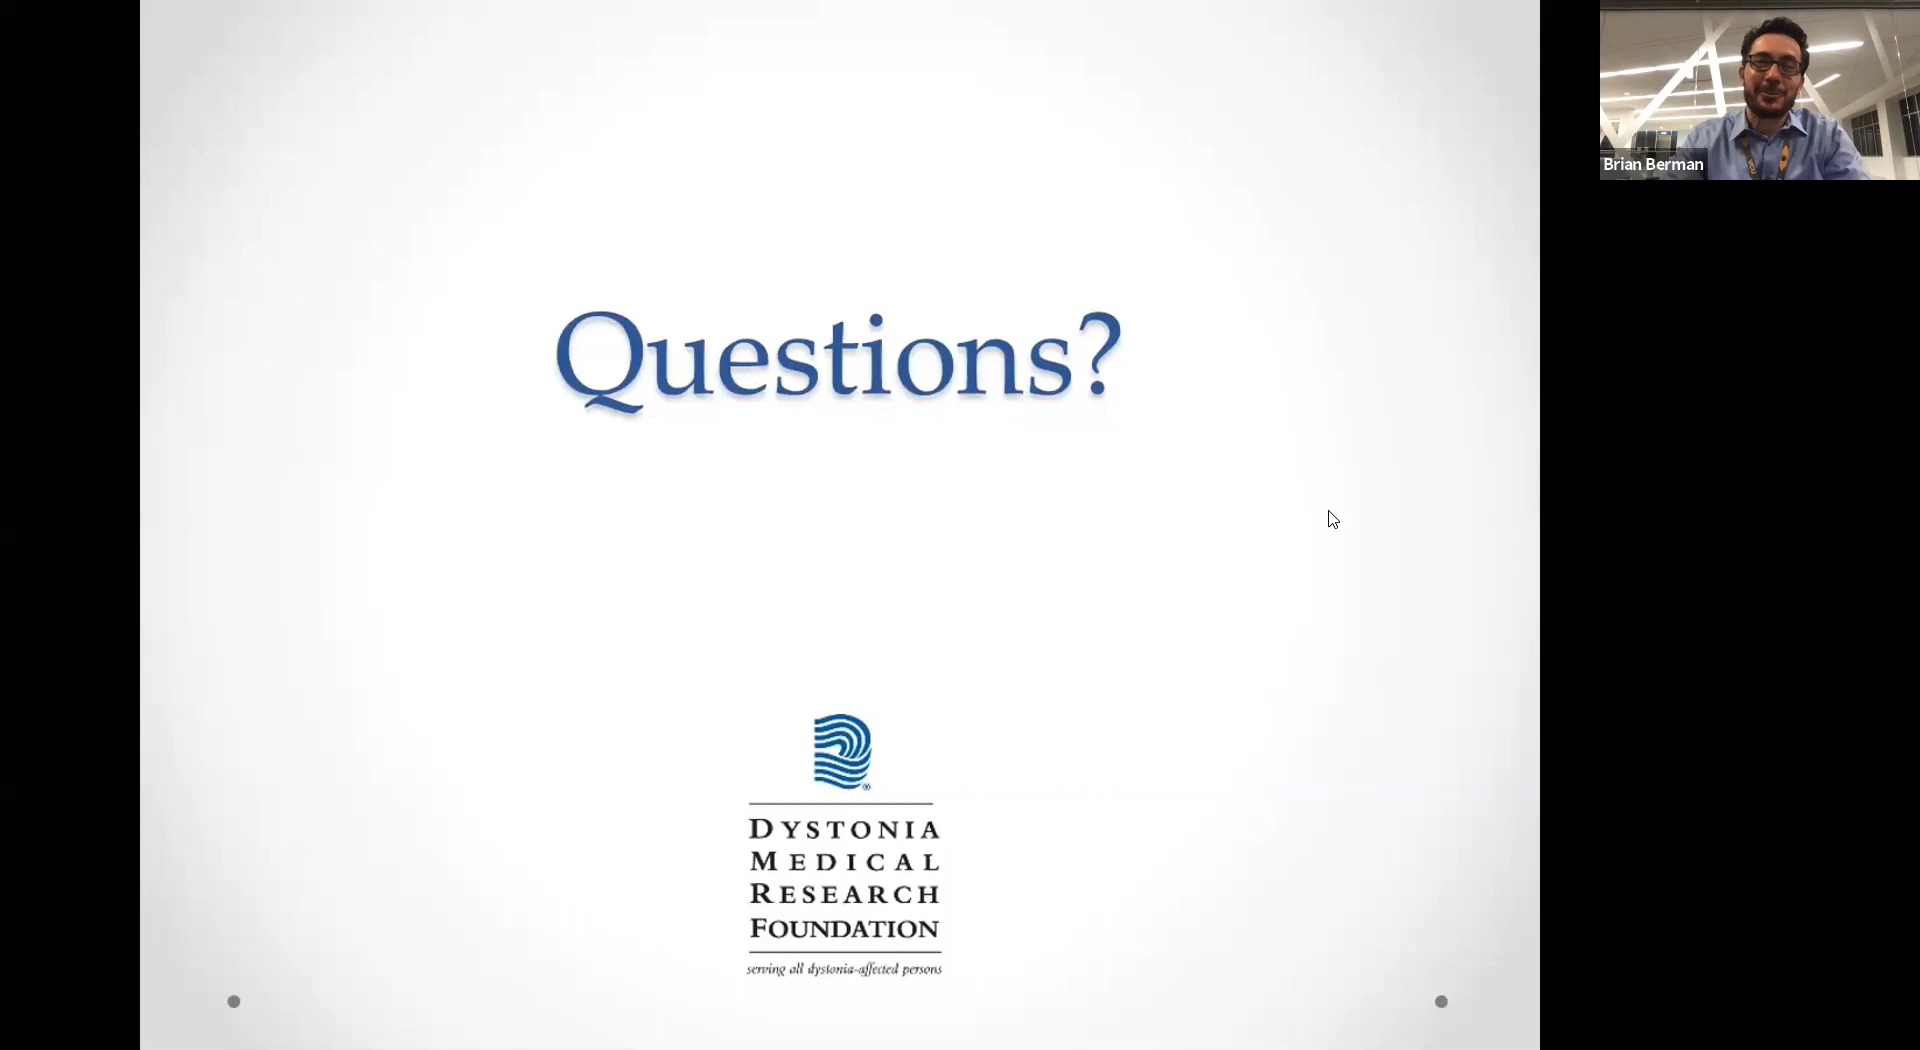 Questions?
Brian Berman
DYSTONIA
MEDICAL
RESEARCH
FOUNDATION
serving all dystonia-affected persons